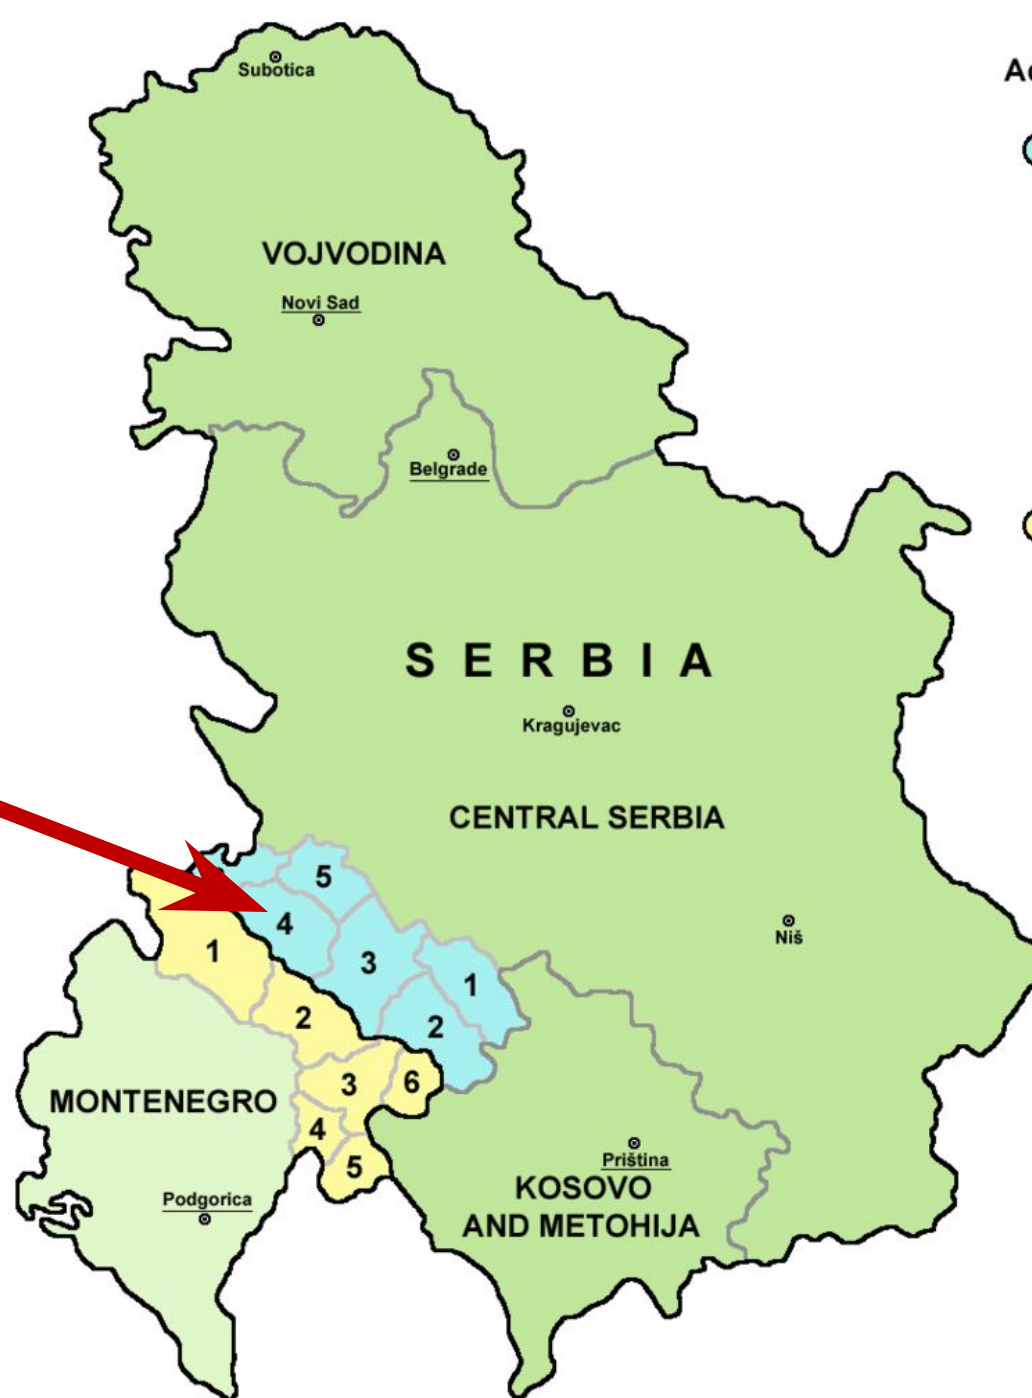 Subotica
VOJVODINA
Novi Sad
Belgrade
SERBIA
Kragujevac
CENTRAL SERBIA
Niš
5
4
3
1
2
1
2
3
6
4
5
MONTENEGRO
Podgorica
Priština
KOSOVO
AND METOHIJA